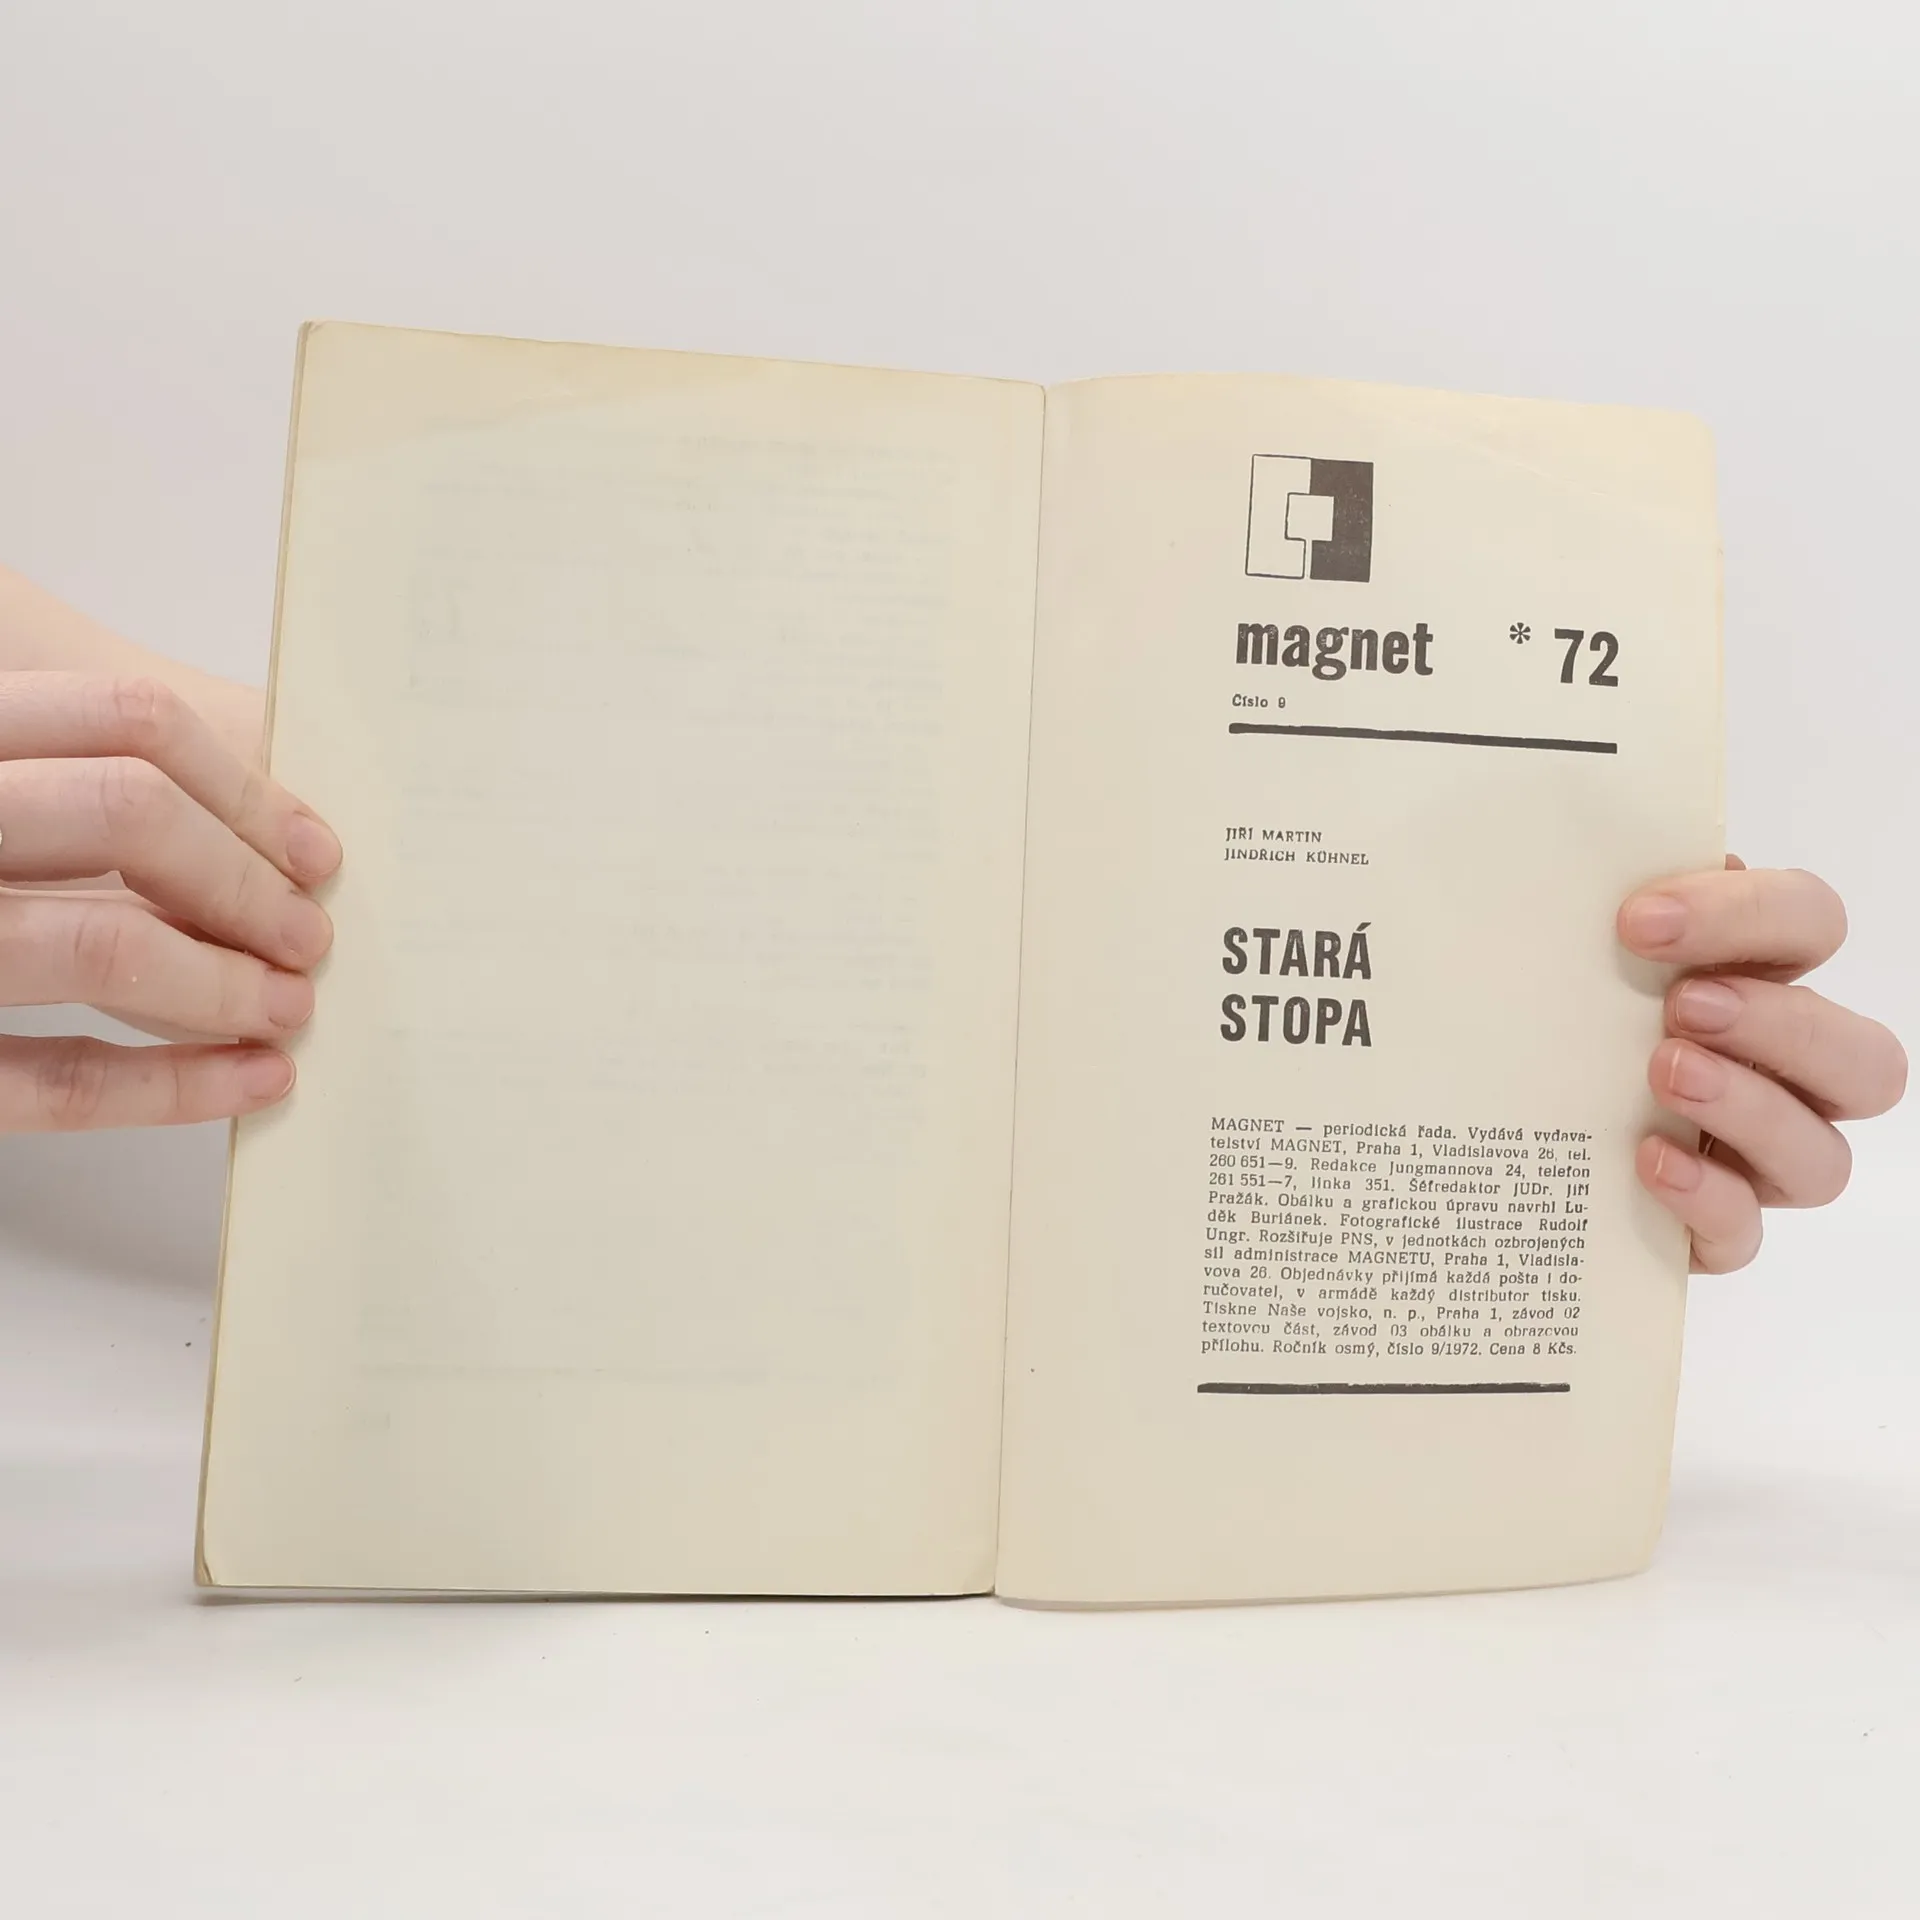 magnet * 72
Číslo 9
JIŘÍ MARTIN
JINDŘICH KÜHNEL
STARÁ
STOPA
MAGNET — periodická řada. Vydává vydava-
telství MAGNET, Praha 1, Vladislavova 26, tel.
260 651—9. Redakce Jungmannova 24, telefon
261 551—7, linka 351. Šéfredaktor JUDr. Jiří
Pražák. Obálku a grafickou úpravu navrhl Lu-
děk Buriánek. Fotografické ilustrace Rudolf
Ungr. Rozšiřuje PNS, v jednotkách ozbrojených
sil administrace MAGNETU, Praha 1, Vladisla-
vova 26. Objednávky přijímá každá pošta i do-
ručovatel, v armádě každý distributor tisku.
Tiskne Naše vojsko, n. p., Praha 1, závod 02
textovou část, závod 03 obálku a obrazovou
přílohu. Ročník osmý, číslo 9/1972. Cena 8 Kčs.